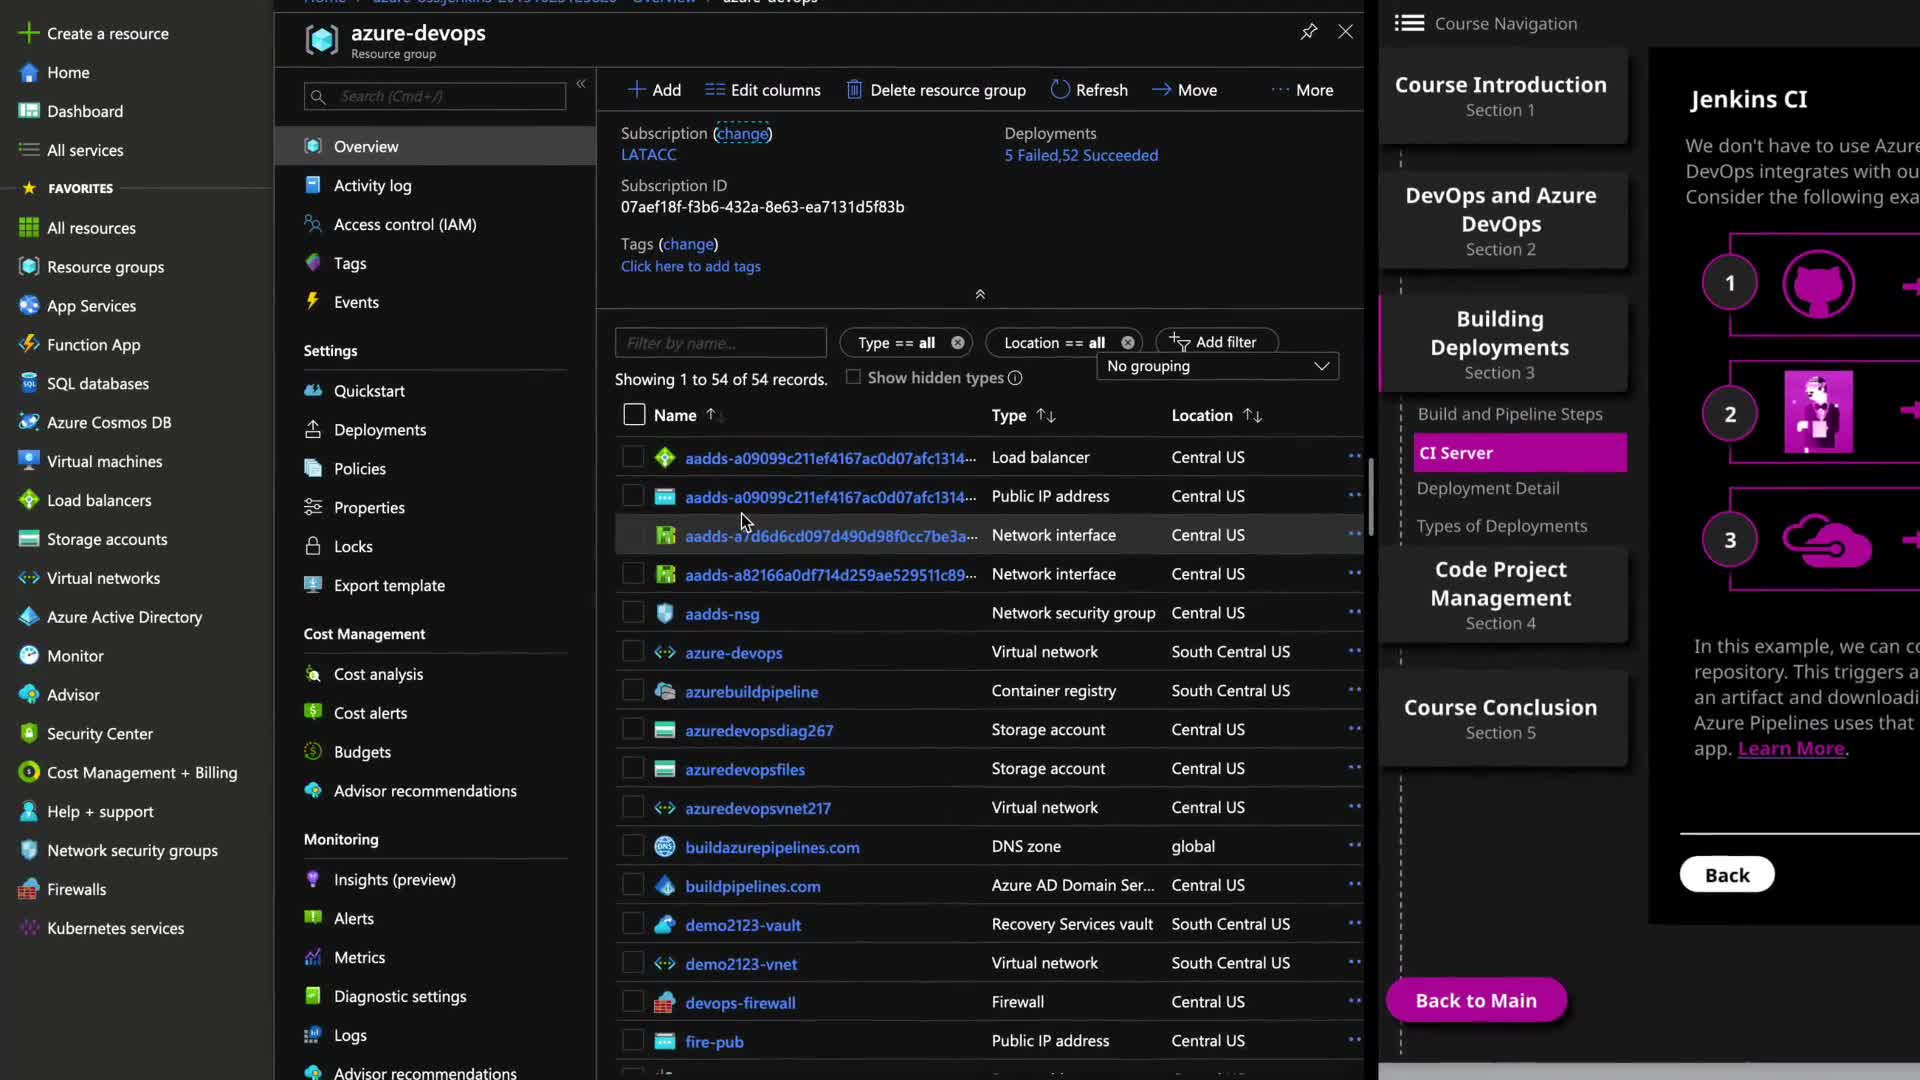 Create a resource
Home
Dashboard
All services
FAVORITES
All resources
Resource groups
App Services
Function App
SQL databases
Azure Cosmos DB
Virtual machines
Load balancers
Storage accounts
Virtual networks
Azure Active Directory
Monitor
Advisor
Security Center
Cost Management + Billing
Help + support
Network security groups
Firewalls
Kubernetes services
azure-devops
Resource group
Search (Cmd+/)
Overview
Activity log
Access control (IAM)
Tags
Events
Settings
Quickstart
Deployments
Policies
Properties
Locks
Export template
Cost Management
Cost analysis
Cost alerts
Budgets
Advisor recommendations
Monitoring
Insights (preview)
Alerts
Metrics
Diagnostic settings
Logs
Advisor recommendations
Add Edit columns Delete resource group Refresh Move ··· More
Subscription (change)
LATACC
Deployments
5 Failed,52 Succeeded
Subscription ID
07aef18f-f3b6-432a-8e63-ea7131d5f83b
Tags (change)
Click here to add tags
Filter by name... Type == all Location == all Add filter
No grouping
Showing 1 to 54 of 54 records. Show hidden types
Name Type Location
aadds-a09099c211ef4167ac0d07afc1314··· Load balancer Central US
aadds-a09099c211ef4167ac0d07afc1314··· Public IP address Central US
aadds-a7d6d6cd097d490d98f0cc7be3a··· Network interface Central US
aadds-a82166a0df714d259ae529511c89··· Network interface Central US
aadds-nsg Network security group Central US
azure-devops Virtual network South Central US
azurebuildpipeline Container registry South Central US
azuredevopsdiag267 Storage account Central US
azuredevopsfiles Storage account Central US
azuredevopsvnet217 Virtual network Central US
buildazurepipelines.com DNS zone global
buildpipelines.com Azure AD Domain Ser... Central US
demo2123-vault Recovery Services vault South Central US
demo2123-vnet Virtual network South Central US
devops-firewall Firewall Central US
fire-pub Public IP address Central US
Course Navigation
Course Introduction
Section 1
DevOps and Azure
DevOps
Section 2
Building
Deployments
Section 3
Build and Pipeline Steps
CI Server
Deployment Detail
Types of Deployments
Code Project
Management
Section 4
Course Conclusion
Section 5
Back to Main
Jenkins CI
We don't have to use Azure
DevOps integrates with ou
Consider the following exa
1
2
3
In this example, we can co
repository. This triggers a
an artifact and downloadi
Azure Pipelines uses that
app. Learn More.
Back